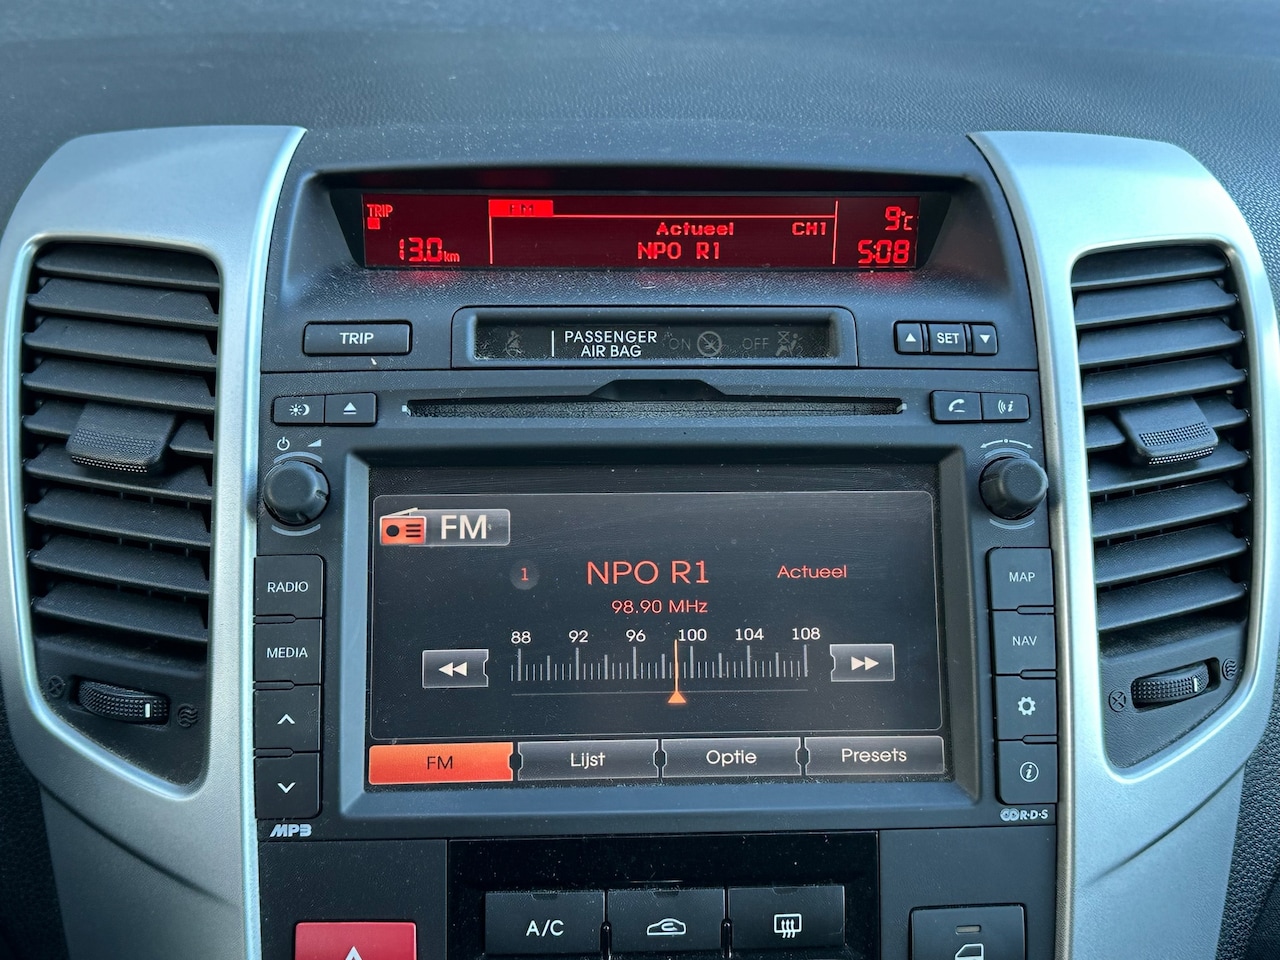 TRIP
FM
9°C
Actueel CH1
13.0 km
NPO R1
5:08
TRIP
PASSENGER
AIR BAG
ON
OFF
SET
FM
1
NPO R1
Actueel
98.90 MHz
88 92 96 100 104 108
RADIO
MEDIA
MAP
NAV
FM
Lijst
Optie
Presets
MP3
R·D·S
A/C